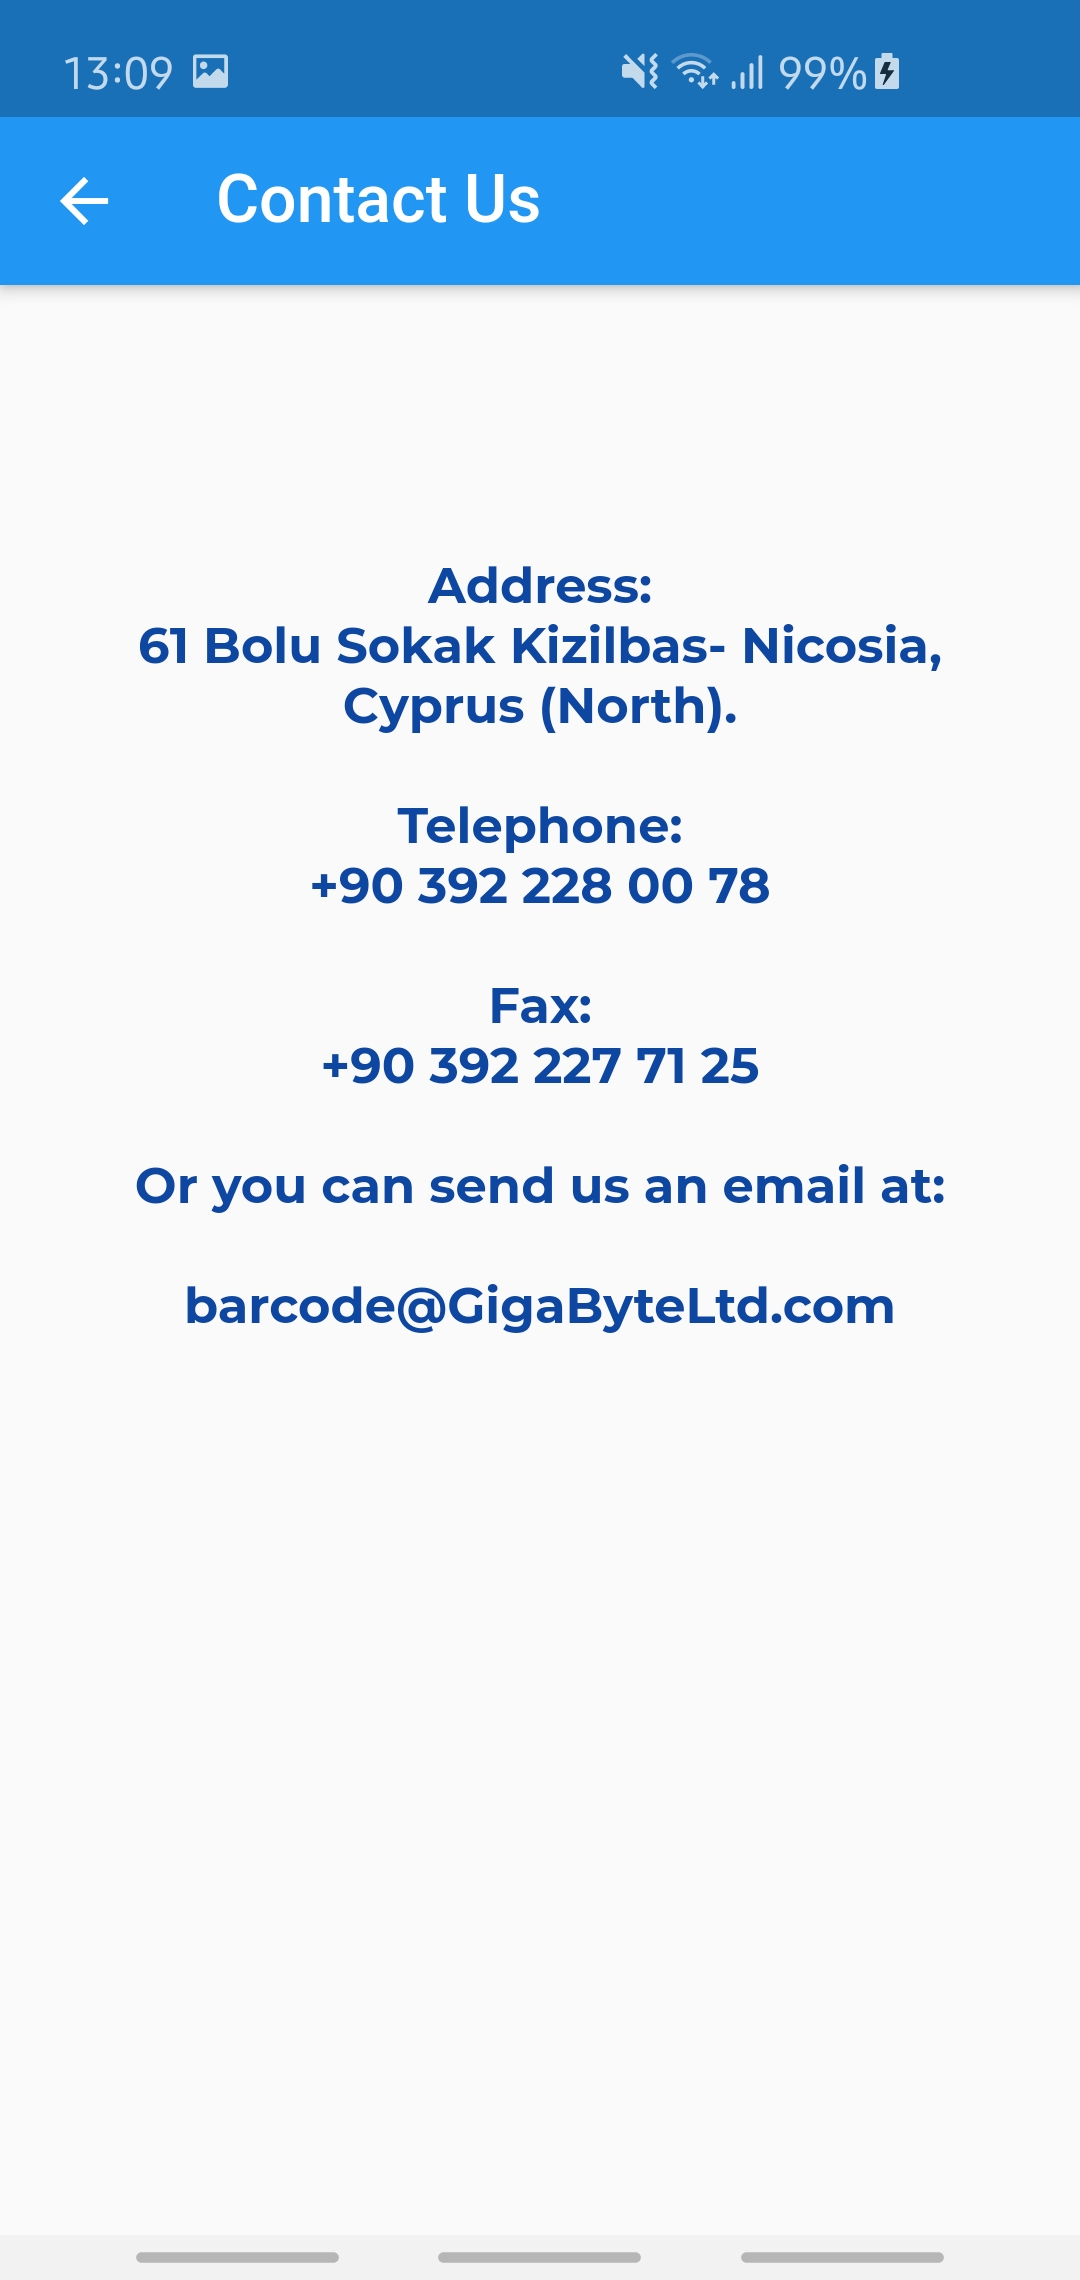 13:09
99%
Contact Us
Address:
61 Bolu Sokak Kizilbas- Nicosia,
Cyprus (North).
Telephone:
+90 392 228 00 78
Fax:
+90 392 227 71 25
Or you can send us an email at:
barcode@GigaByteLtd.com